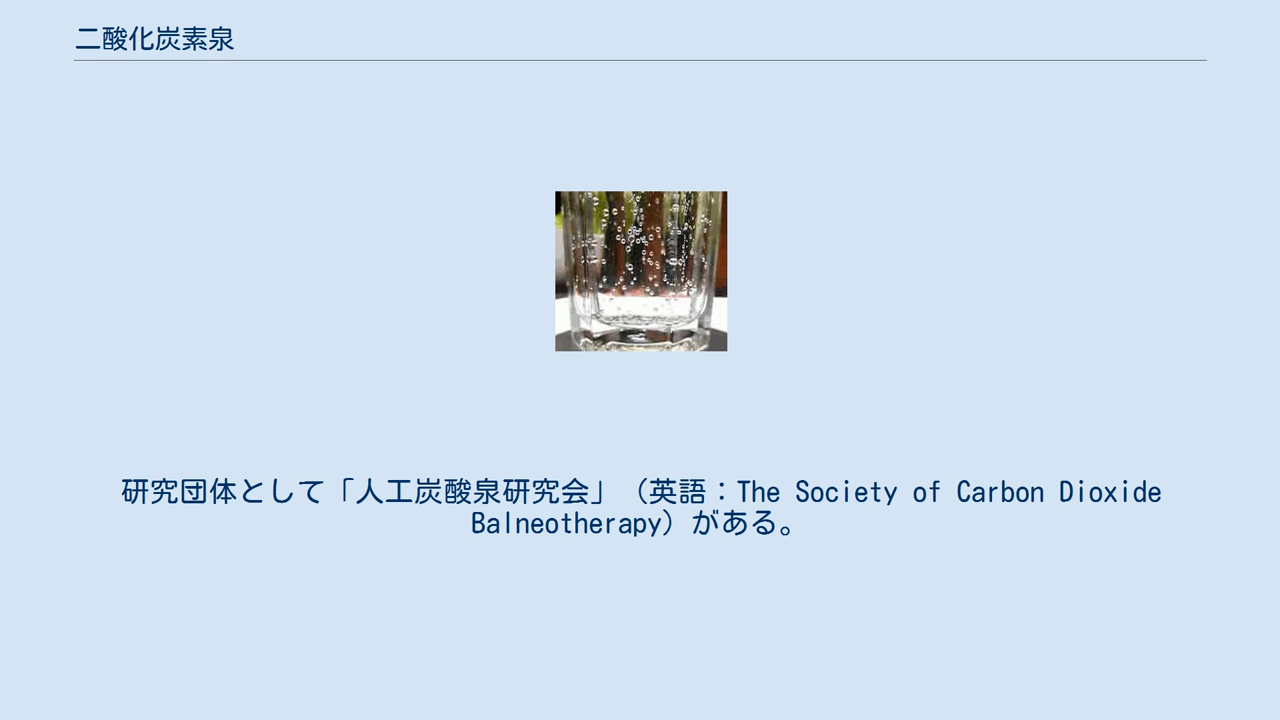 二酸化炭素泉
研究団体として「人工炭酸泉研究会」（英語：The Society of Carbon Dioxide
Balneotherapy）がある。